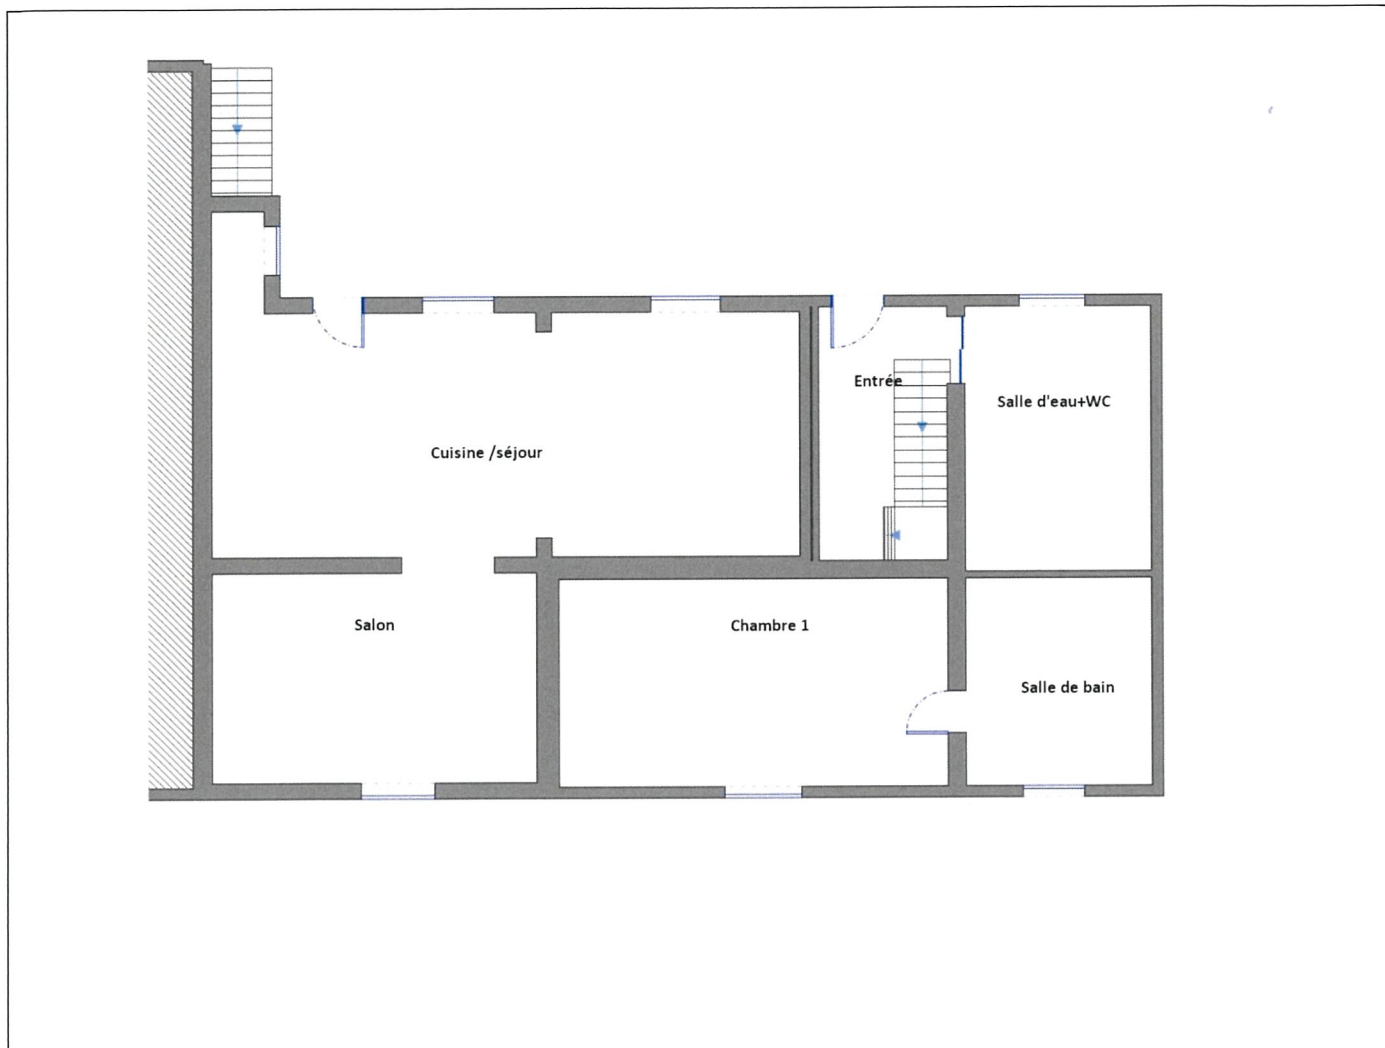 Entrée
Salle d'eau+WC
Cuisine /séjour
Salon
Chambre 1
Salle de bain